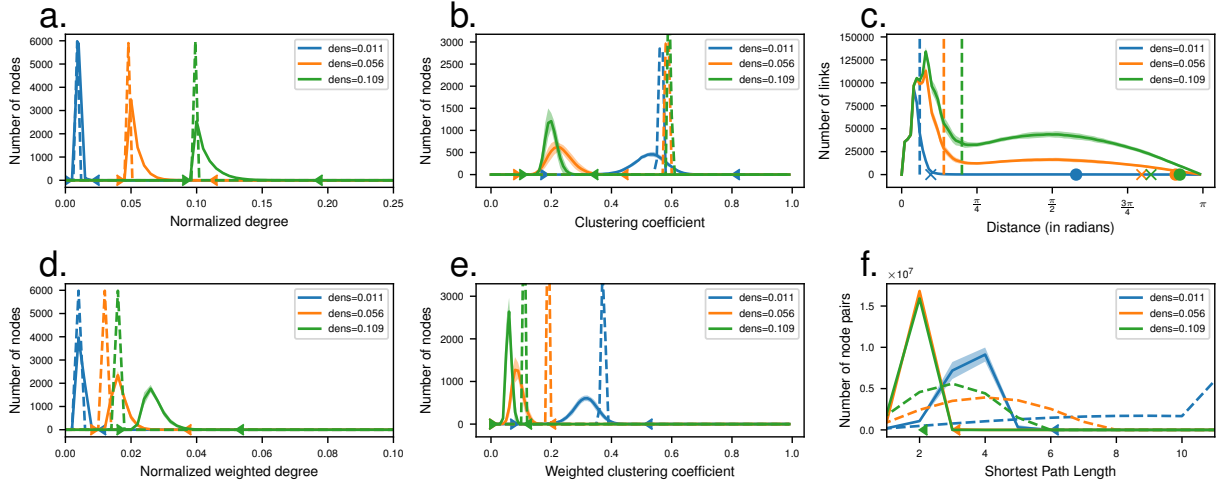 a.
Number of nodes
6000
5000
4000
3000
2000
1000
0
0.00 0.05 0.10 0.15 0.20 0.25
Normalized degree
dens=0.011
dens=0.056
dens=0.109
b.
Number of nodes
3000
2500
2000
1500
1000
500
0
0.0 0.2 0.4 0.6 0.8 1.0
Clustering coefficient
dens=0.011
dens=0.056
dens=0.109
c.
Number of links
150000
125000
100000
75000
50000
25000
0
0 π/4 π/2 3π/4 π
Distance (in radians)
dens=0.011
dens=0.056
dens=0.109
d.
Number of nodes
6000
5000
4000
3000
2000
1000
0
0.00 0.02 0.04 0.06 0.08 0.10
Normalized weighted degree
dens=0.011
dens=0.056
dens=0.109
e.
Number of nodes
3000
2000
1000
0
0.0 0.2 0.4 0.6 0.8 1.0
Weighted clustering coefficient
dens=0.011
dens=0.056
dens=0.109
f.
×10⁷
Number of node pairs
1.5
1.0
0.5
0.0
2 4 6 8 10
Shortest Path Length
dens=0.011
dens=0.056
dens=0.109